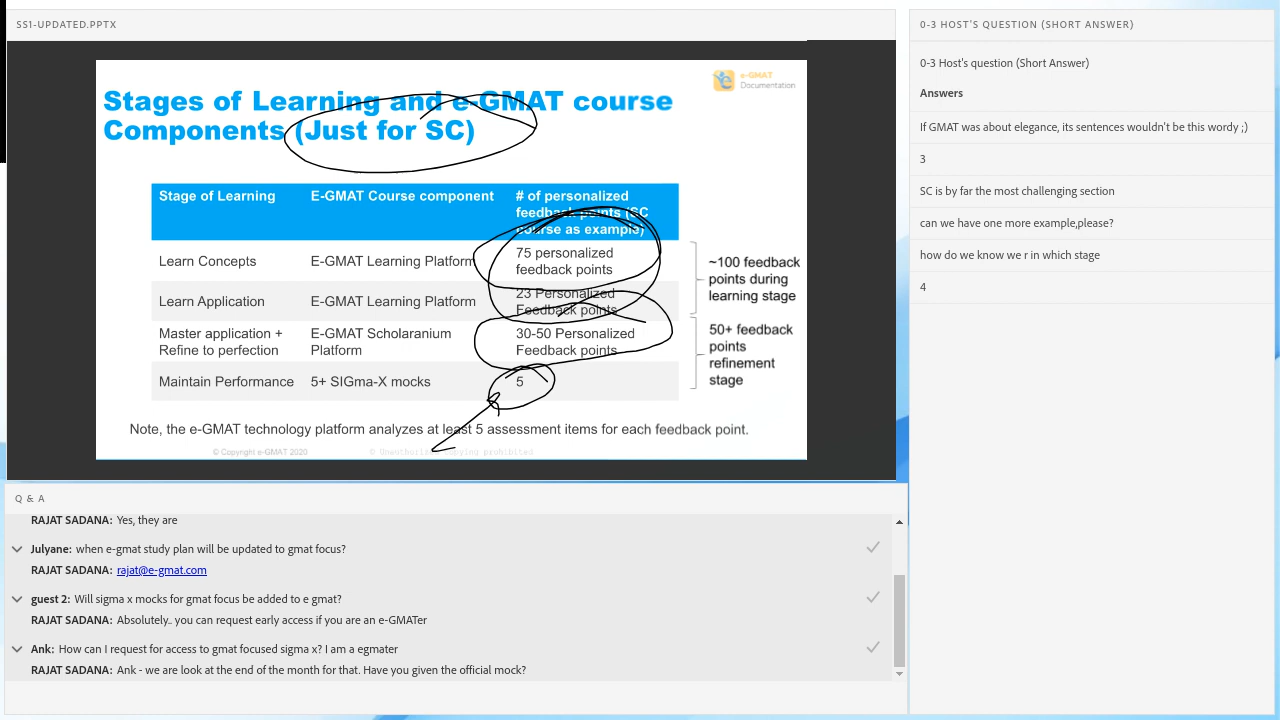 SS1-UPDATED.PPTX
e-GMAT
Documentation
Stages of Learning and e-GMAT course
Components (Just for SC)
Stage of Learning
E-GMAT Course component
# of personalized
feedback points (SC
course as example)
Learn Concepts
E-GMAT Learning Platform
75 personalized
feedback points
Learn Application
E-GMAT Learning Platform
23 Personalized
Feedback points
Master application +
Refine to perfection
E-GMAT Scholaranium
Platform
30-50 Personalized
Feedback points
Maintain Performance
5+ SIGma-X mocks
5
~100 feedback
points during
learning stage
50+ feedback
points
refinement
stage
Note, the e-GMAT technology platform analyzes at least 5 assessment items for each feedback point.
© Copyright e-GMAT 2020
copying prohibited
Q & A
RAJAT SADANA: Yes, they are
Julyane: when e-gmat study plan will be updated to gmat focus?
RAJAT SADANA: rajat@e-gmat.com
guest 2: Will sigma x mocks for gmat focus be added to e gmat?
RAJAT SADANA: Absolutely.. you can request early access if you are an e-GMATer
Ank: How can I request for access to gmat focused sigma x? I am a egmater
RAJAT SADANA: Ank - we are look at the end of the month for that. Have you given the official mock?
0-3 HOST'S QUESTION (SHORT ANSWER)
0-3 Host's question (Short Answer)
Answers
If GMAT was about elegance, its sentences wouldn't be this wordy ;)
3
SC is by far the most challenging section
can we have one more example,please?
how do we know we r in which stage
4